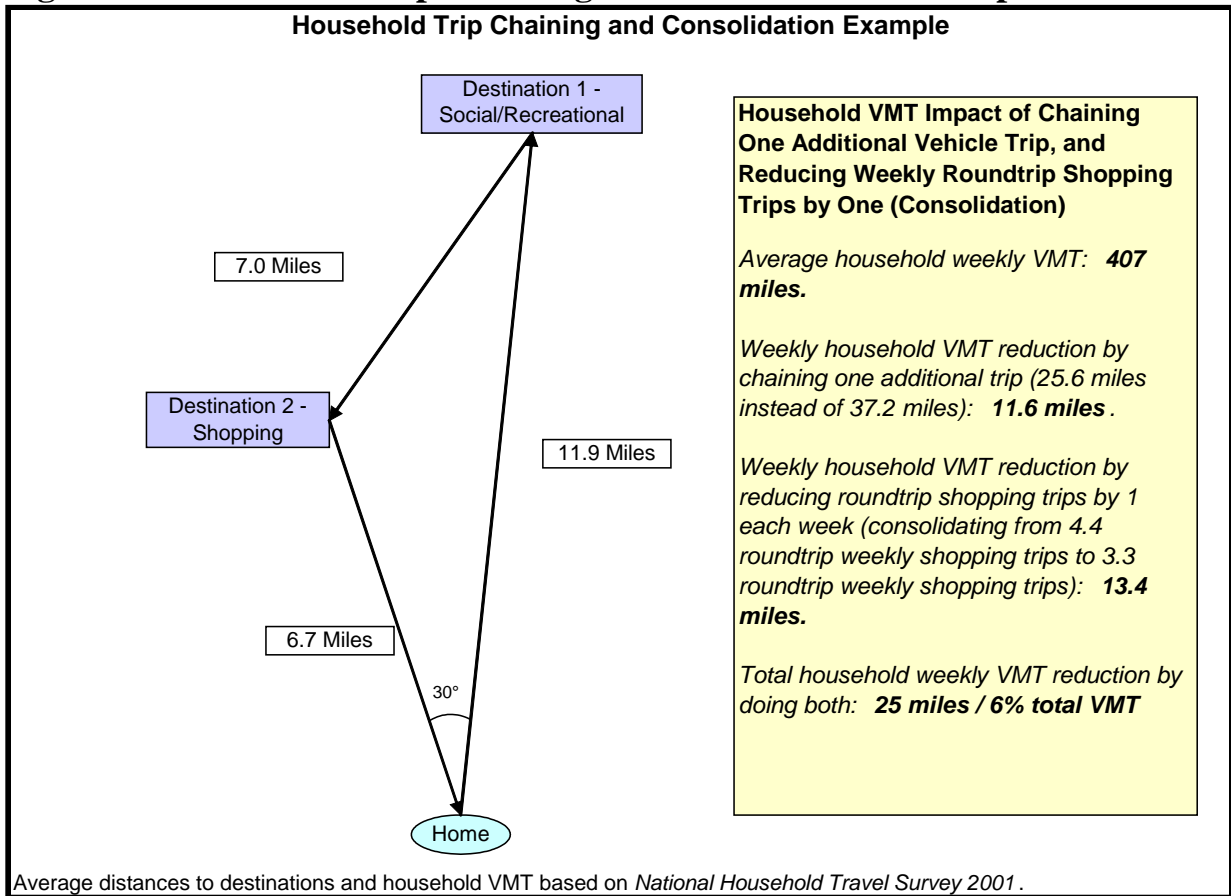 Household Trip Chaining and Consolidation Example
Destination 1 -
Social/Recreational
7.0 Miles
Destination 2 -
Shopping
11.9 Miles
6.7 Miles
30°
Home
Household VMT Impact of Chaining
One Additional Vehicle Trip, and
Reducing Weekly Roundtrip Shopping
Trips by One (Consolidation)
Average household weekly VMT: 407
miles.
Weekly household VMT reduction by
chaining one additional trip (25.6 miles
instead of 37.2 miles): 11.6 miles .
Weekly household VMT reduction by
reducing roundtrip shopping trips by 1
each week (consolidating from 4.4
roundtrip weekly shopping trips to 3.3
roundtrip weekly shopping trips): 13.4
miles.
Total household weekly VMT reduction by
doing both: 25 miles / 6% total VMT
Average distances to destinations and household VMT based on National Household Travel Survey 2001 .